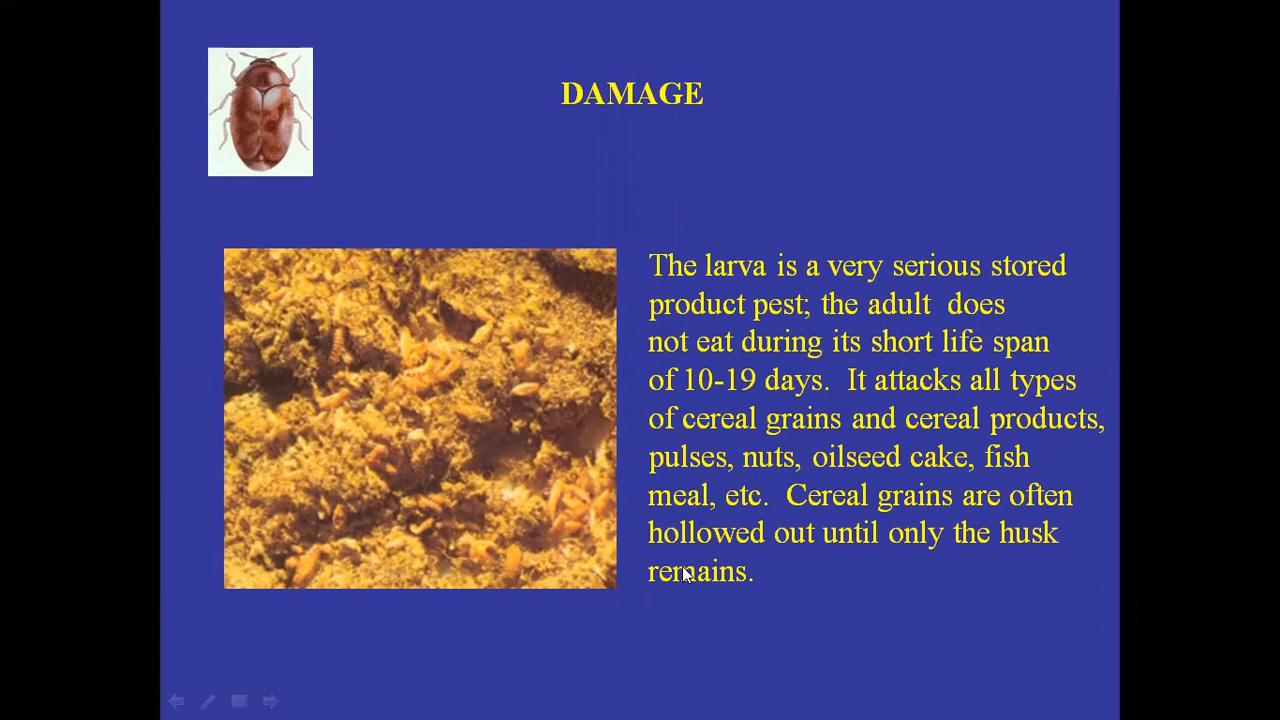 DAMAGE
The larva is a very serious stored
product pest; the adult does
not eat during its short life span
of 10-19 days. It attacks all types
of cereal grains and cereal products,
pulses, nuts, oilseed cake, fish
meal, etc. Cereal grains are often
hollowed out until only the husk
remains.